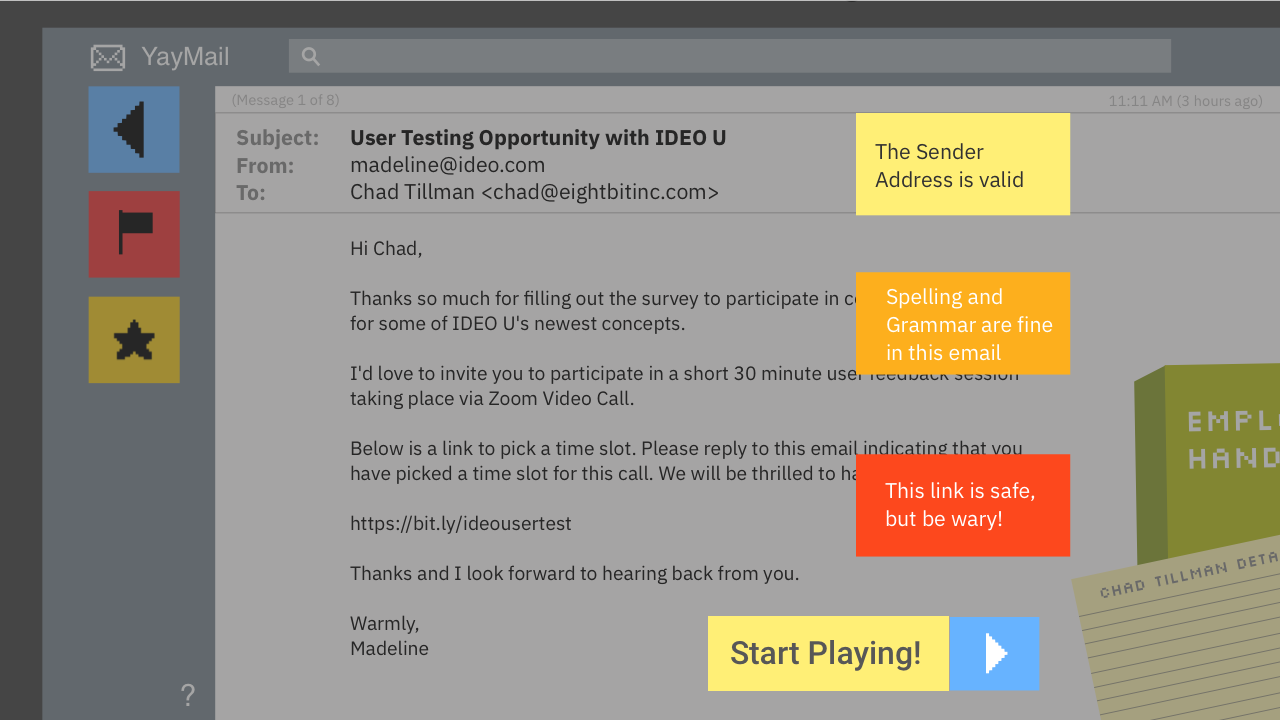 YayMail
(Message 1 of 8)
11:11 AM (3 hours ago)
Subject: User Testing Opportunity with IDEO U
From: madeline@ideo.com
To: Chad Tillman <chad@eightbitinc.com>
The Sender
Address is valid
Hi Chad,
Thanks so much for filling out the survey to participate in
for some of IDEO U's newest concepts.
Spelling and
Grammar are fine
in this email
I'd love to invite you to participate in a short 30 minute user feedback session
taking place via Zoom Video Call.
Below is a link to pick a time slot. Please reply to this email indicating that you
have picked a time slot for this call. We will be thrilled to
This link is safe,
but be wary!
https://bit.ly/ideousertest
Thanks and I look forward to hearing back from you.
Warmly,
Madeline
Start Playing!
EMPL
HAND
CHAD TILLMAN DETA
?